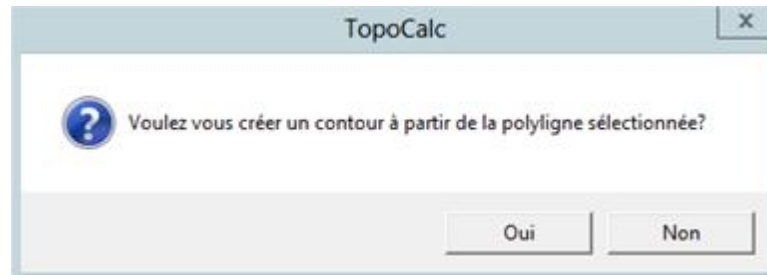 TopoCalc
x
Voulez vous créer un contour à partir de la polyligne sélectionnée?
Oui Non